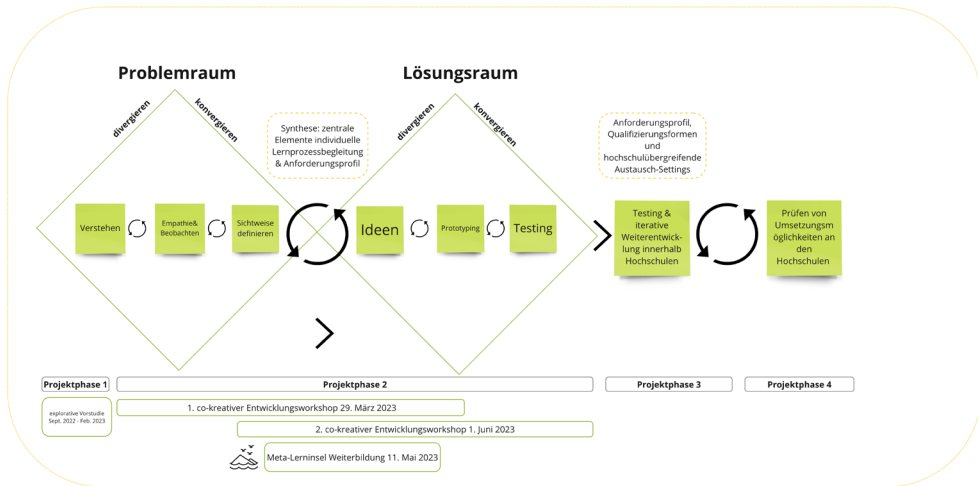 Problemraum
Lösungsraum
divergieren
konvergieren
divergieren
konvergieren
Synthese: zentrale
Elemente individuelle
Lernprozessbegleitung
& Anforderungsprofil
Anforderungsprofil,
Qualifizierungsformen
und
hochschulübergreifende
Austausch-Settings
Verstehen
Empathie&
Beobachten
Sichtweise
definieren
Ideen
Prototyping
Testing
Testing &
iterative
Weiterentwick-
lung innerhalb
Hochschulen
Prüfen von
Umsetzungsm
öglichkeiten an
den
Hochschulen
Projektphase 1
Projektphase 2
Projektphase 3
Projektphase 4
explorative Vorstudie
Sept. 2022 - Feb. 2023
1. co-kreativer Entwicklungsworkshop 29. März 2023
2. co-kreativer Entwicklungsworkshop 1. Juni 2023
Meta-Lerninsel Weiterbildung 11. Mai 2023